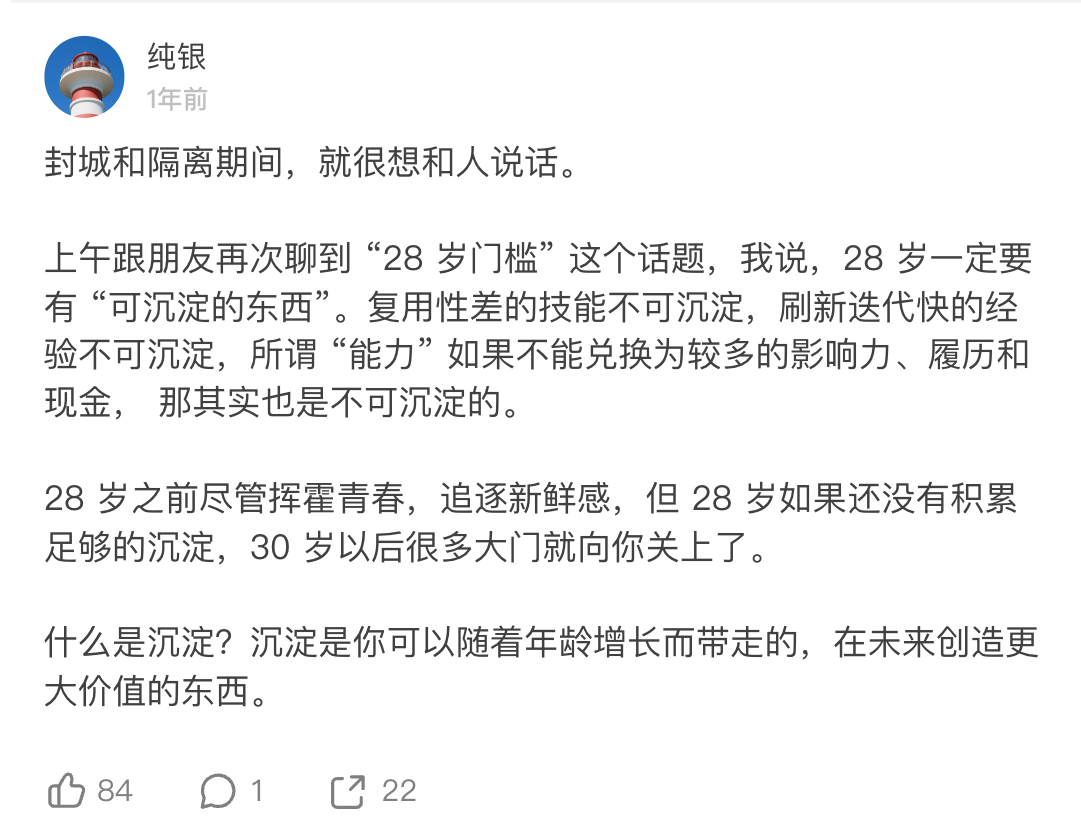 纯银
1年前
封城和隔离期间，就很想和人说话。
上午跟朋友再次聊到 “28 岁门槛” 这个话题，我说，28 岁一定要
有 “可沉淀的东西”。复用性差的技能不可沉淀，刷新迭代快的经
验不可沉淀，所谓 “能力” 如果不能兑换为较多的影响力、履历和
现金， 那其实也是不可沉淀的。
28 岁之前尽管挥霍青春，追逐新鲜感，但 28 岁如果还没有积累
足够的沉淀，30 岁以后很多大门就向你关上了。
什么是沉淀？沉淀是你可以随着年龄增长而带走的，在未来创造更
大价值的东西。
84 1 22